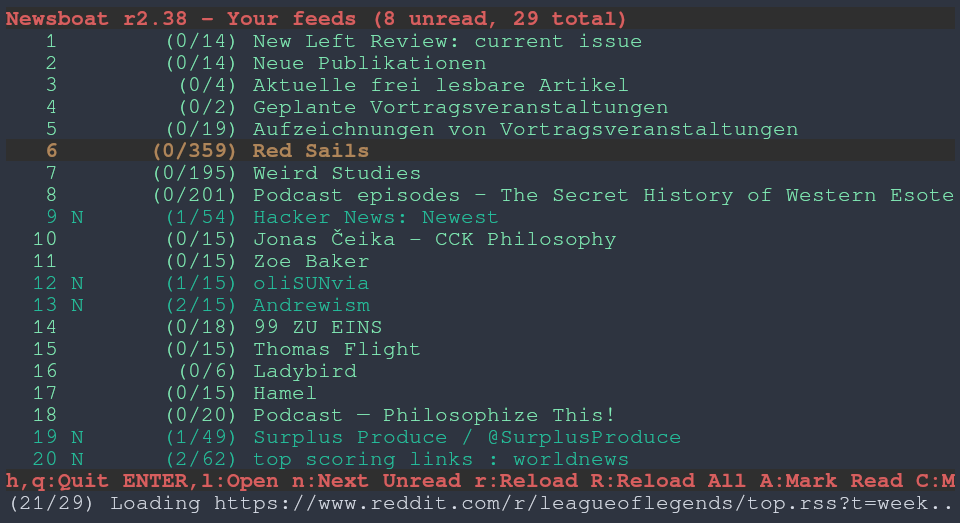 Newsboat r2.38 - Your feeds (8 unread, 29 total)
1 (0/14) New Left Review: current issue
2 (0/14) Neue Publikationen
3 (0/4) Aktuelle frei lesbare Artikel
4 (0/2) Geplante Vortragsveranstaltungen
5 (0/19) Aufzeichnungen von Vortragsveranstaltungen
6 (0/359) Red Sails
7 (0/195) Weird Studies
8 (0/201) Podcast episodes - The Secret History of Western Esote
9 N (1/54) Hacker News: Newest
10 (0/15) Jonas Čeika - CCK Philosophy
11 (0/15) Zoe Baker
12 N (1/15) oliSUNvia
13 N (2/15) Andrewism
14 (0/18) 99 ZU EINS
15 (0/15) Thomas Flight
16 (0/6) Ladybird
17 (0/15) Hamel
18 (0/20) Podcast — Philosophize This!
19 N (1/49) Surplus Produce / @SurplusProduce
20 N (2/62) top scoring links : worldnews
h,q:Quit ENTER,l:Open n:Next Unread r:Reload R:Reload All A:Mark Read C:M
(21/29) Loading https://www.reddit.com/r/leagueoflegends/top.rss?t=week..